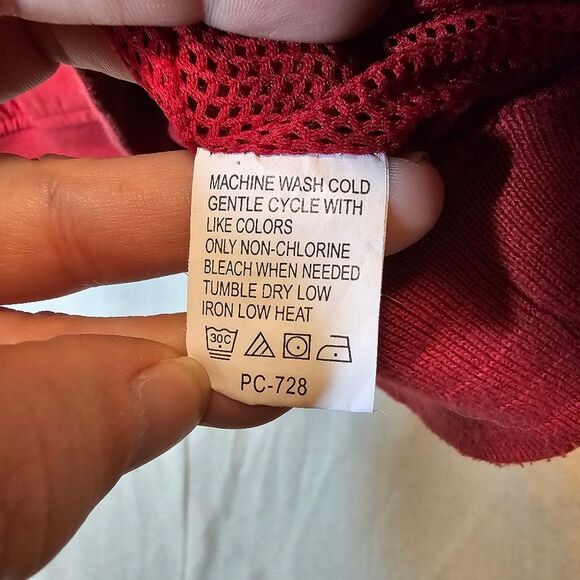 MACHINE WASH COLD
GENTLE CYCLE WITH
LIKE COLORS
ONLY NON-CHLORINE
BLEACH WHEN NEEDED
TUMBLE DRY LOW
IRON LOW HEAT
30C
PC-728